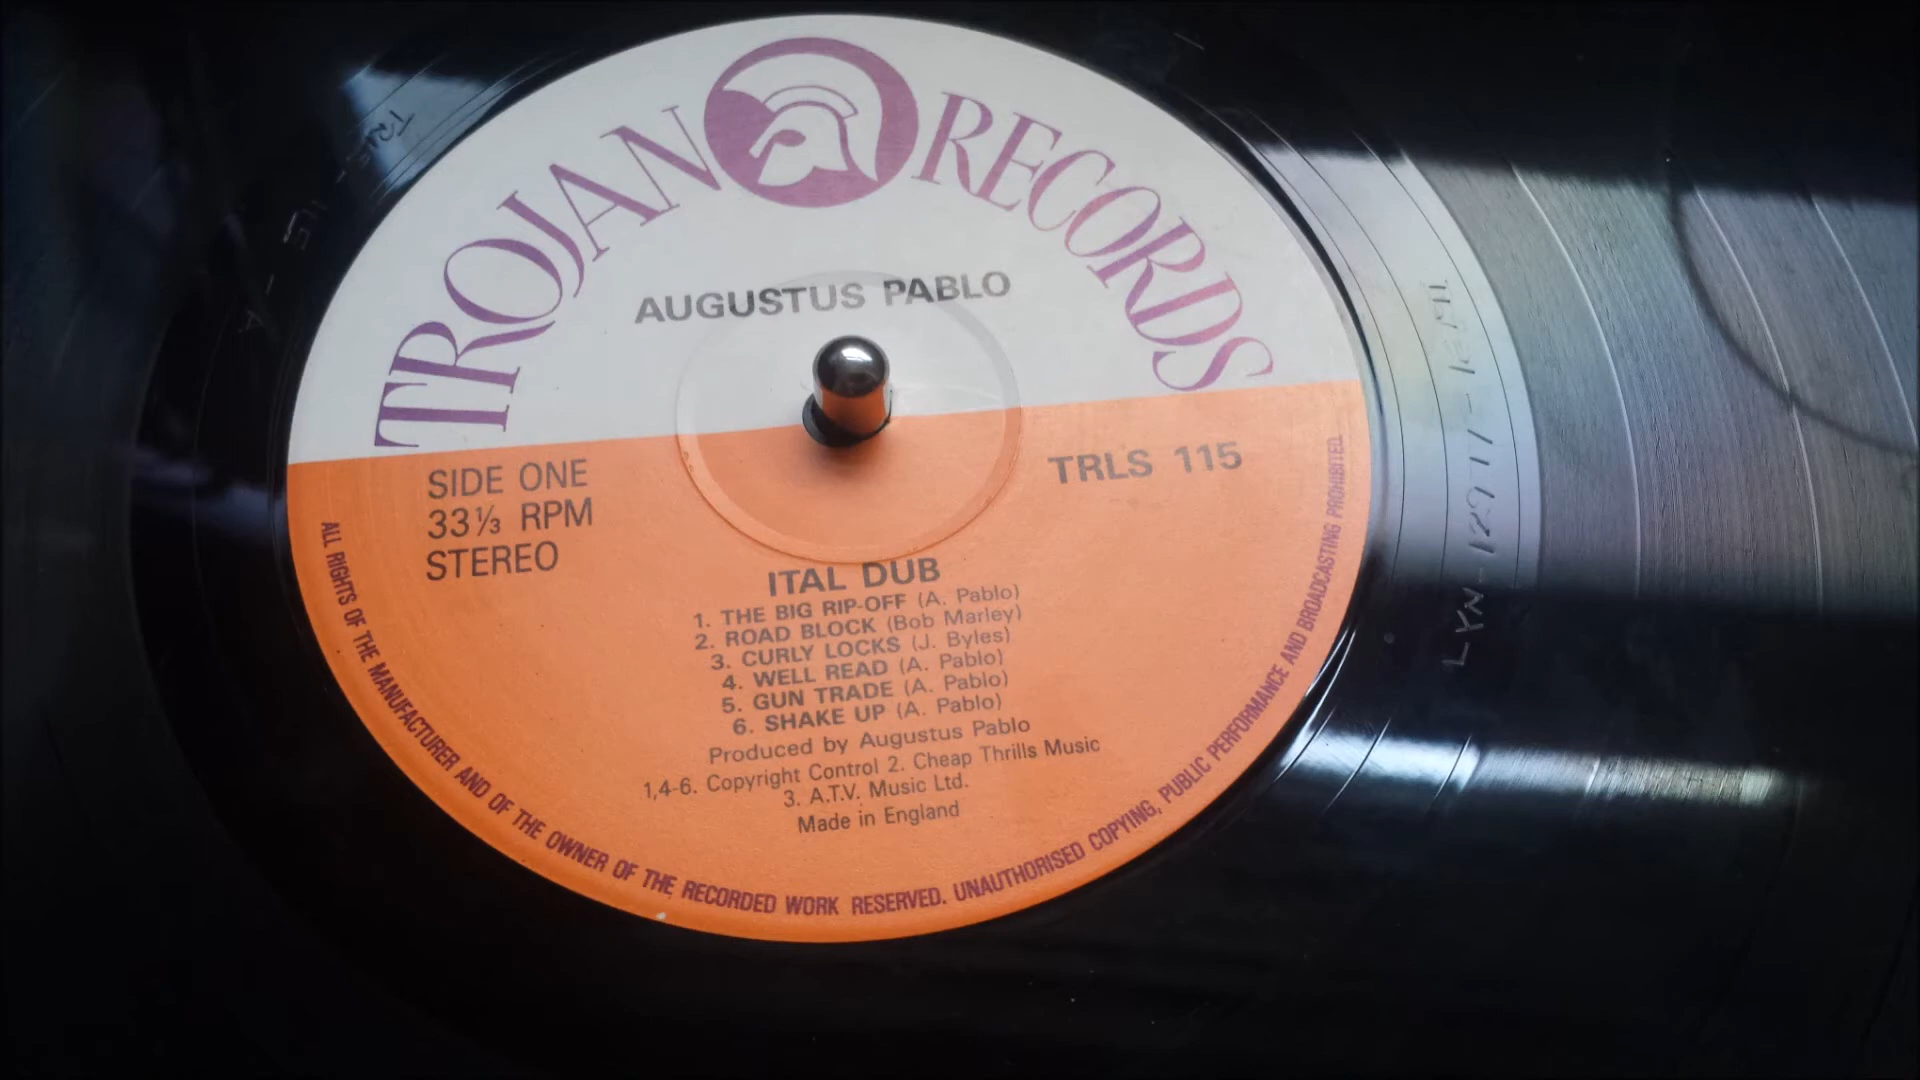 TROJAN RECORDS
AUGUSTUS PABLO
SIDE ONE
33⅓ RPM
STEREO
TRLS 115
ITAL DUB
1. THE BIG RIP-OFF (A. Pablo)
2. ROAD BLOCK (Bob Marley)
3. CURLY LOCKS (J. Byles)
4. WELL READ (A. Pablo)
5. GUN TRADE (A. Pablo)
6. SHAKE UP (A. Pablo)
Produced by Augustus Pablo
1,4-6. Copyright Control 2. Cheap Thrills Music
3. A.T.V. Music Ltd.
Made in England
ALL RIGHTS OF THE MANUFACTURER AND OF THE OWNER OF THE RECORDED WORK RESERVED. UNAUTHORISED COPYING, PUBLIC PERFORMANCE AND BROADCASTING PROHIBITED.